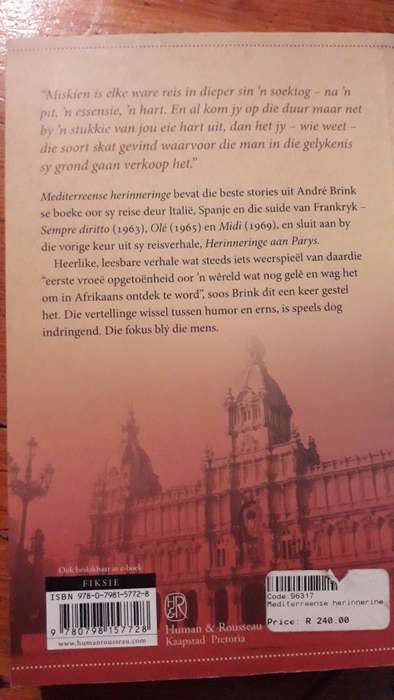 “Miskien is elke ware reis in dieper sin ’n soektog – na ’n
pit, ’n essensie, ’n hart. En al kom jy op die duur maar net
by ’n stukkie van jou eie hart uit, dan het jy – wie weet –
die soort skat gevind waarvoor die man in die gelykenis
sy grond gaan verkoop het.”
Mediterreense herinneringe bevat die beste stories uit André Brink
se boeke oor sy reise deur Italië, Spanje en die suide van Frankryk –
Sempre diritto (1963), Olé (1965) en Midi (1969), en sluit aan by
die vorige keur uit sy reisverhale, Herinneringe aan Parys.
Heerlike, leesbare verhale wat steeds iets weerspieël van daardie
“eerste vroeë opgetoënheid oor ’n wêreld wat nog gelê en wag het
om in Afrikaans ontdek te word”, soos Brink dit een keer gestel
het. Die vertellinge wissel tussen humor en erns, is speels dog
indringend. Die fokus blý die mens.
Ook beskikbaar as e-boek
FIKSIE
ISBN 978-0-7981-5772-8
9 780798 157728
www.humanrousseau.com
H&R
Human & Rousseau
Kaapstad Pretoria
Code 96317
Mediterreense herinnerine
Price: R 240.00